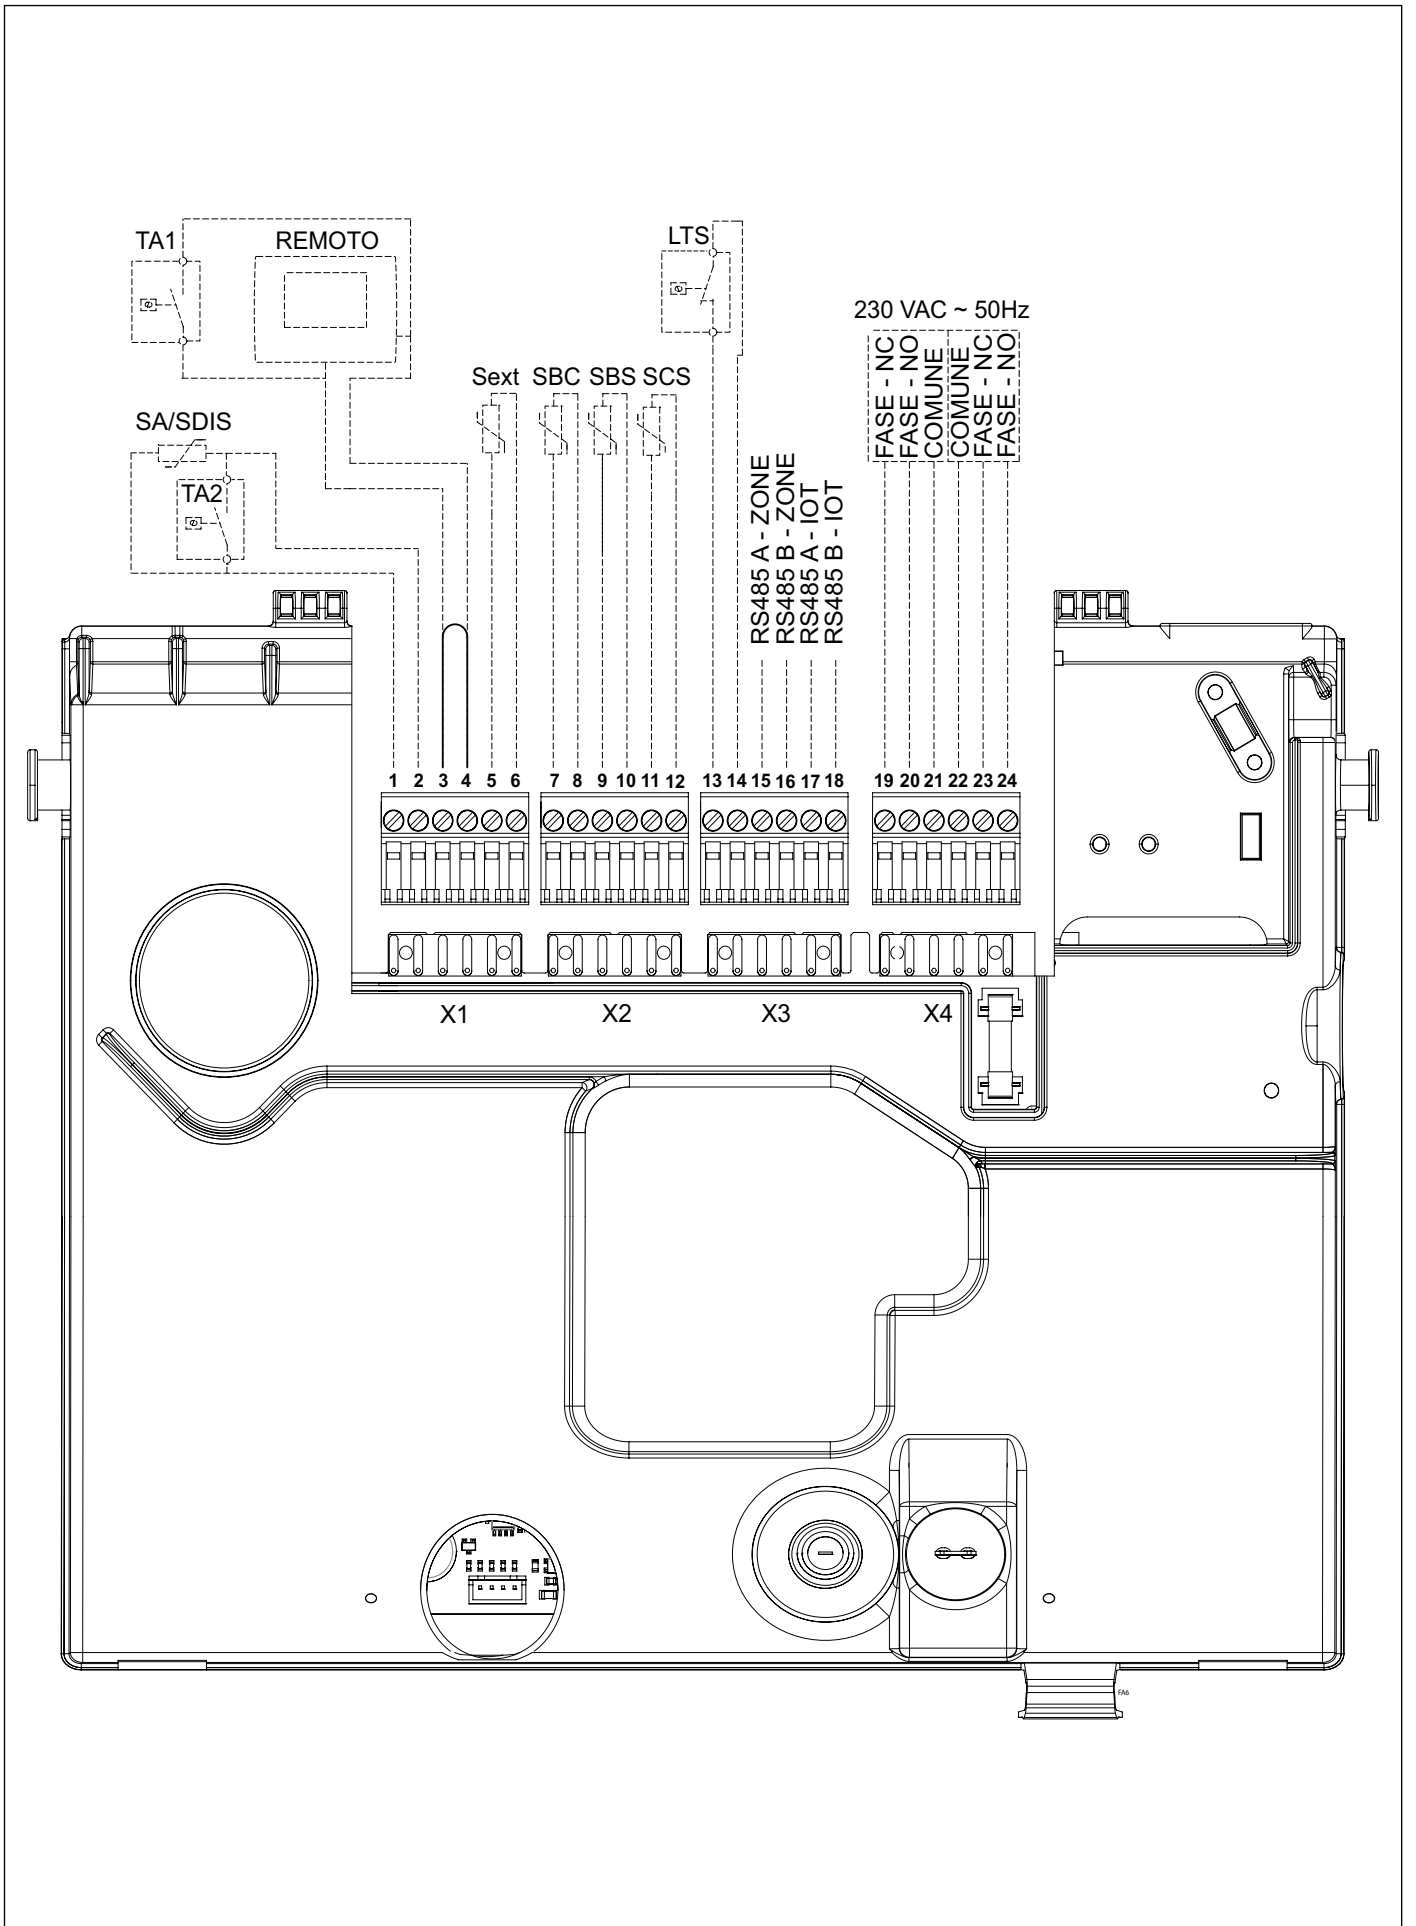 TA1 REMOTO LTS
230 VAC ~ 50Hz
FASE - NC
FASE - NO
COMUNE
COMUNE
FASE - NC
FASE - NO
Sext SBC SBS SCS
SA/SDIS
TA2
RS485 A - ZONE
RS485 B - ZONE
RS485 A - IOT
RS485 B - IOT
1 2 3 4 5 6 7 8 9 10 11 12 13 14 15 16 17 18 19 20 21 22 23 24
X1 X2 X3 X4
FA6